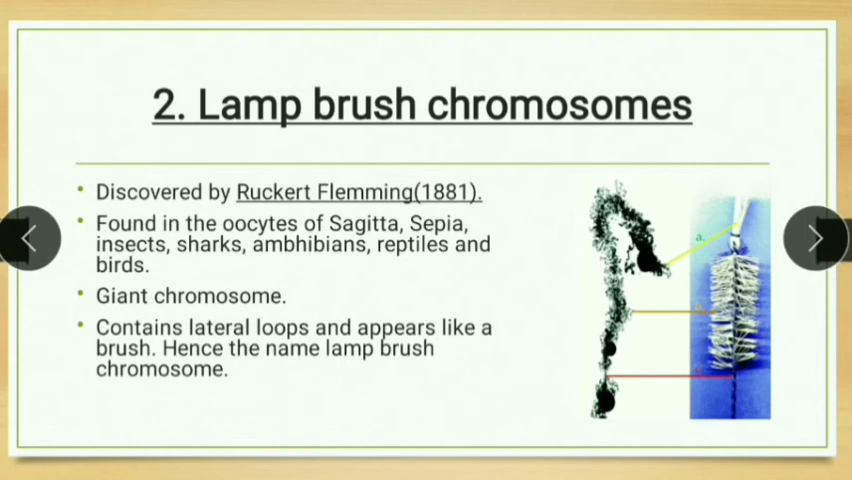 2. Lamp brush chromosomes
• Discovered by Ruckert Flemming(1881).
• Found in the oocytes of Sagitta, Sepia,
insects, sharks, ambhibians, reptiles and
birds.
• Giant chromosome.
• Contains lateral loops and appears like a
brush. Hence the name lamp brush
chromosome.
a.